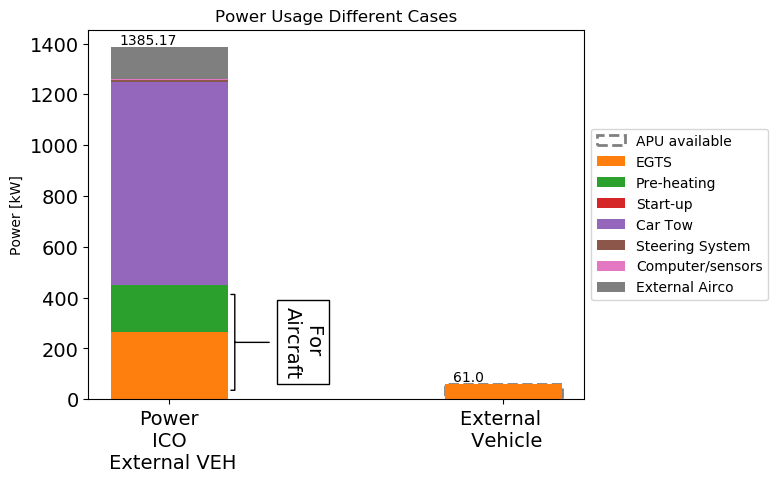 Power Usage Different Cases
1385.17
1400
1200
1000
800
600
400
200
0
Power [kW]
For
Aircraft
61.0
Power
ICO
External VEH
External
Vehicle
APU available
EGTS
Pre-heating
Start-up
Car Tow
Steering System
Computer/sensors
External Airco